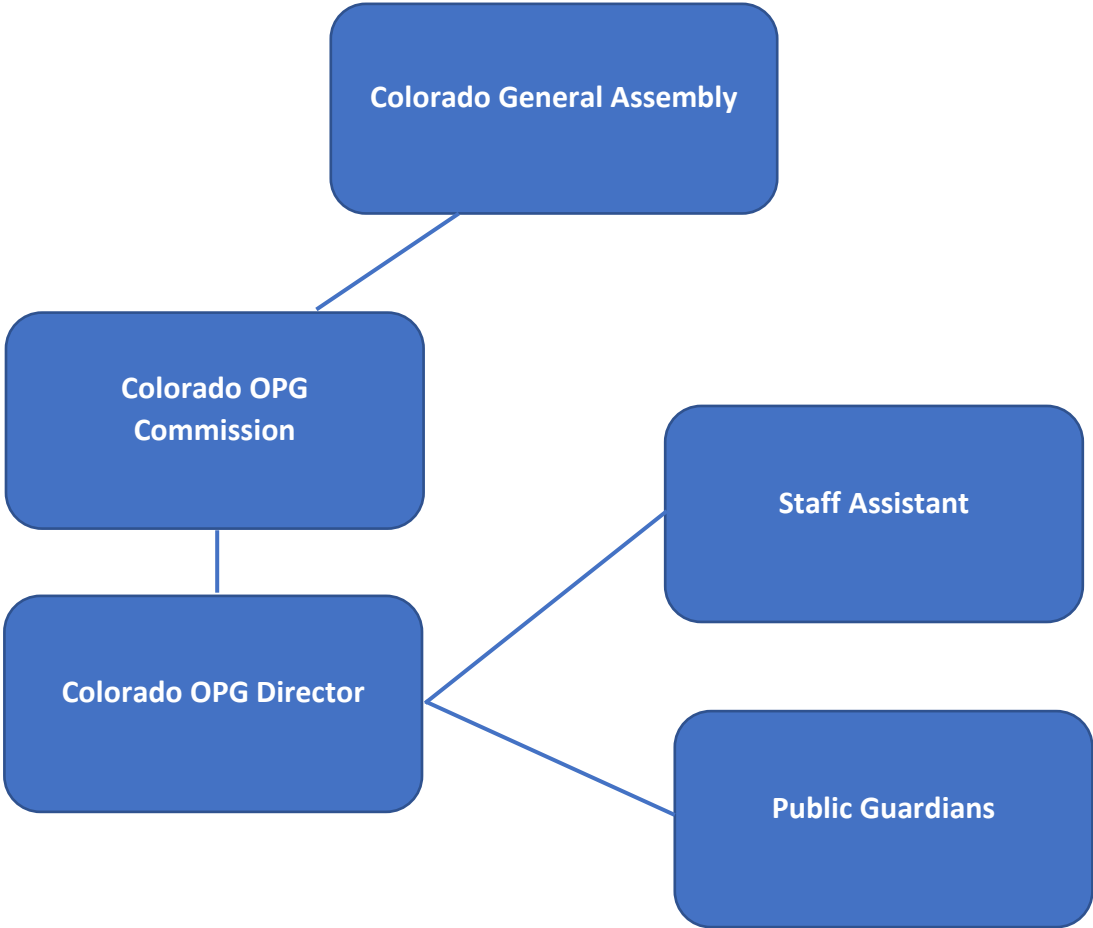 Colorado General Assembly
Colorado OPG
Commission
Staff Assistant
Colorado OPG Director
Public Guardians